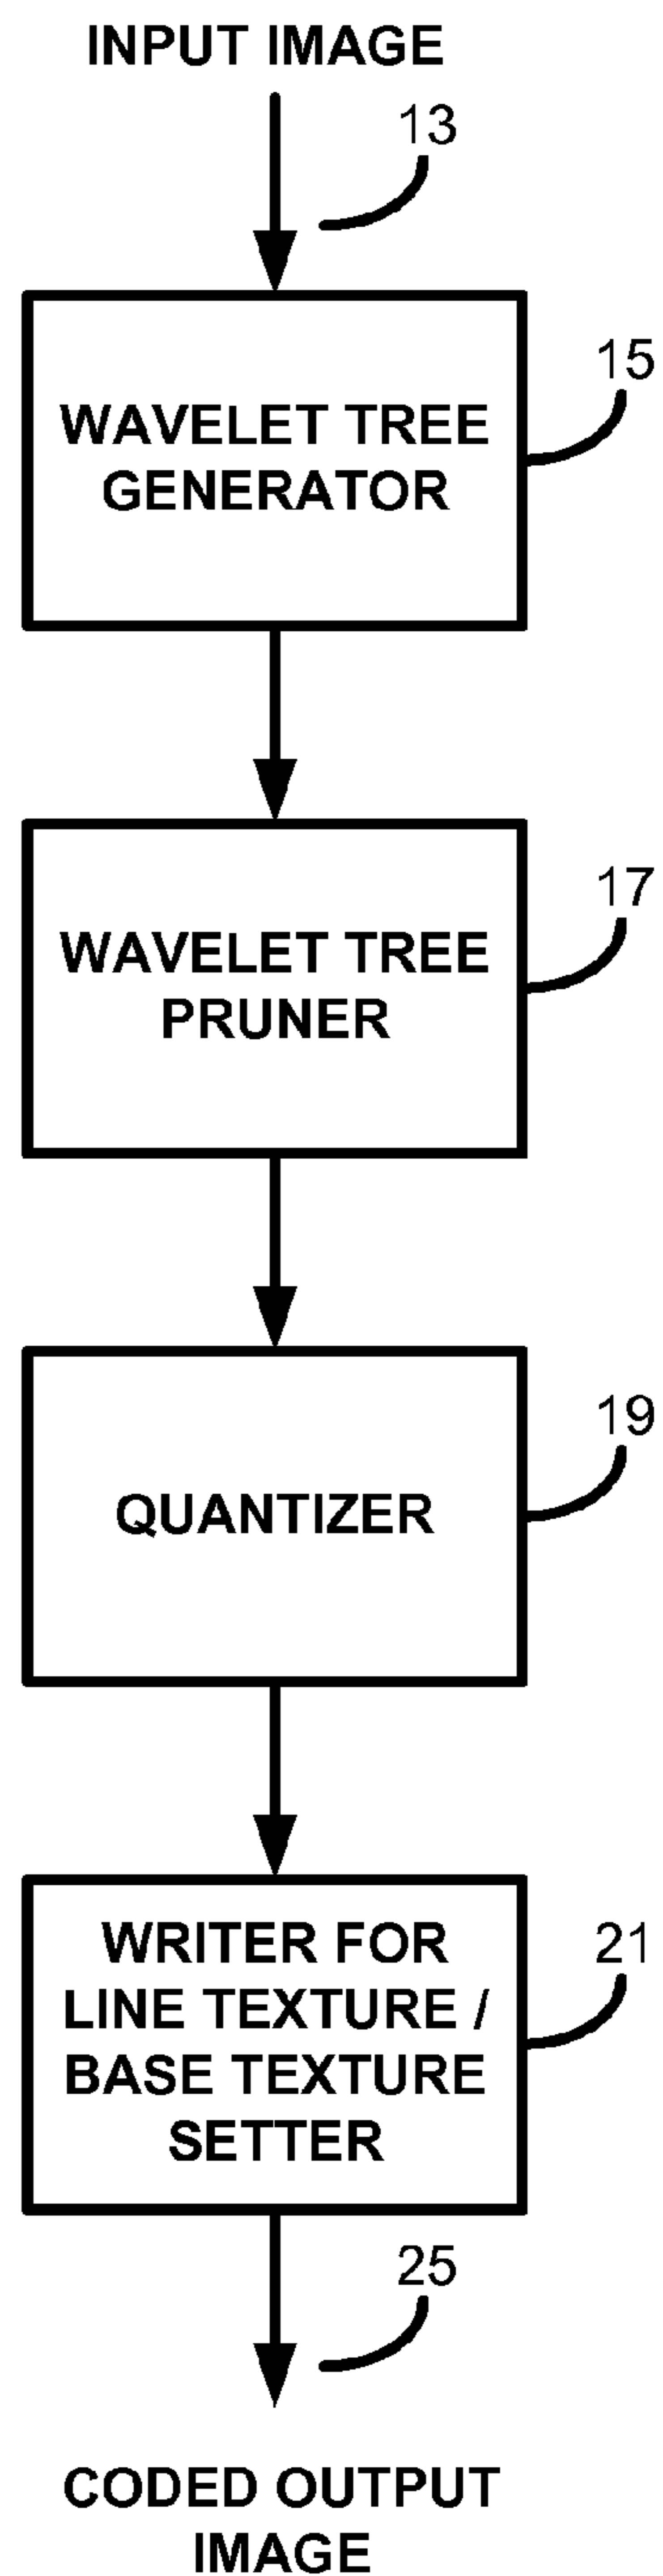 INPUT IMAGE
13
15
WAVELET TREE
GENERATOR
17
WAVELET TREE
PRUNER
19
QUANTIZER
WRITER FOR
21
LINE TEXTURE /
BASE TEXTURE
SETTER
25
CODED OUTPUT
IMAGE